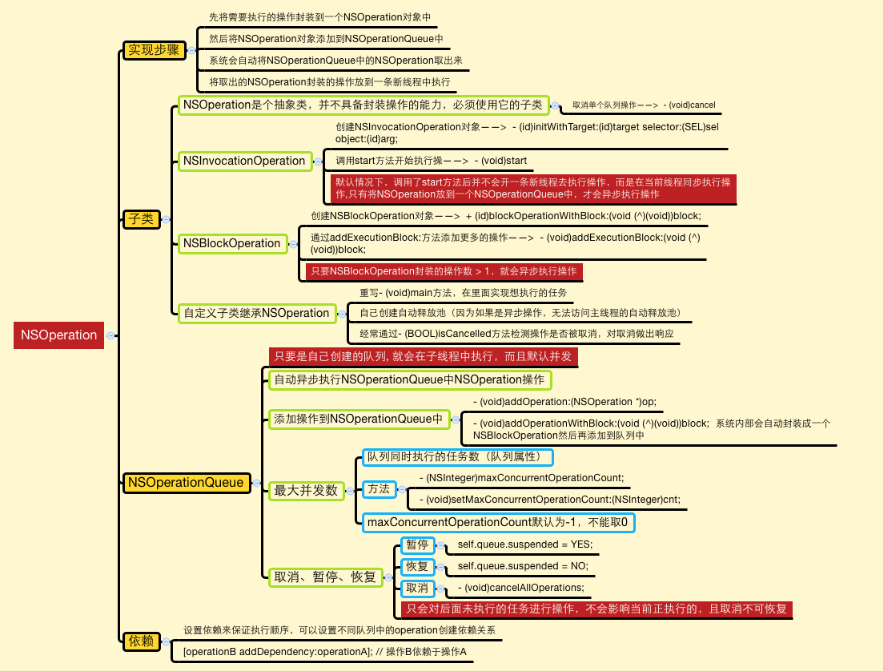 NSOperation
实现步骤
先将需要执行的操作封装到一个NSOperation对象中
然后将NSOperation对象添加到NSOperationQueue中
系统会自动将NSOperationQueue中的NSOperation取出来
将取出的NSOperation封装的操作放到一条新线程中执行
子类
NSOperation是个抽象类，并不具备封装操作的能力，必须使用它的子类
取消单个队列操作——> - (void)cancel
NSInvocationOperation
创建NSInvocationOperation对象——> - (id)initWithTarget:(id)target selector:(SEL)sel
object:(id)arg;
调用start方法开始执行操——> - (void)start
默认情况下，调用了start方法后并不会开一条新线程去执行操作，而是在当前线程同步执行操
作,只有将NSOperation放到一个NSOperationQueue中，才会异步执行操作
NSBlockOperation
创建NSBlockOperation对象——> + (id)blockOperationWithBlock:(void (^)(void))block;
通过addExecutionBlock:方法添加更多的操作——> - (void)addExecutionBlock:(void (^)
(void))block;
只要NSBlockOperation封装的操作数 > 1，就会异步执行操作
自定义子类继承NSOperation
重写- (void)main方法，在里面实现想执行的任务
自己创建自动释放池（因为如果是异步操作，无法访问主线程的自动释放池）
经常通过- (BOOL)isCancelled方法检测操作是否被取消，对取消做出响应
NSOperationQueue
只要是自己创建的队列, 就会在子线程中执行，而且默认并发
自动异步执行NSOperationQueue中NSOperation操作
添加操作到NSOperationQueue中
- (void)addOperation:(NSOperation *)op;
- (void)addOperationWithBlock:(void (^)(void))block; 系统内部会自动封装成一个
NSBlockOperation然后再添加到队列中
最大并发数
队列同时执行的任务数（队列属性）
方法
- (NSInteger)maxConcurrentOperationCount;
- (void)setMaxConcurrentOperationCount:(NSInteger)cnt;
maxConcurrentOperationCount默认为-1，不能取0
取消、暂停、恢复
暂停
self.queue.suspended = YES;
恢复
self.queue.suspended = NO;
取消
- (void)cancelAllOperations;
只会对后面未执行的任务进行操作，不会影响当前正执行的，且取消不可恢复
依赖
设置依赖来保证执行顺序，可以设置不同队列中的operation创建依赖关系
[operationB addDependency:operationA]; // 操作B依赖于操作A